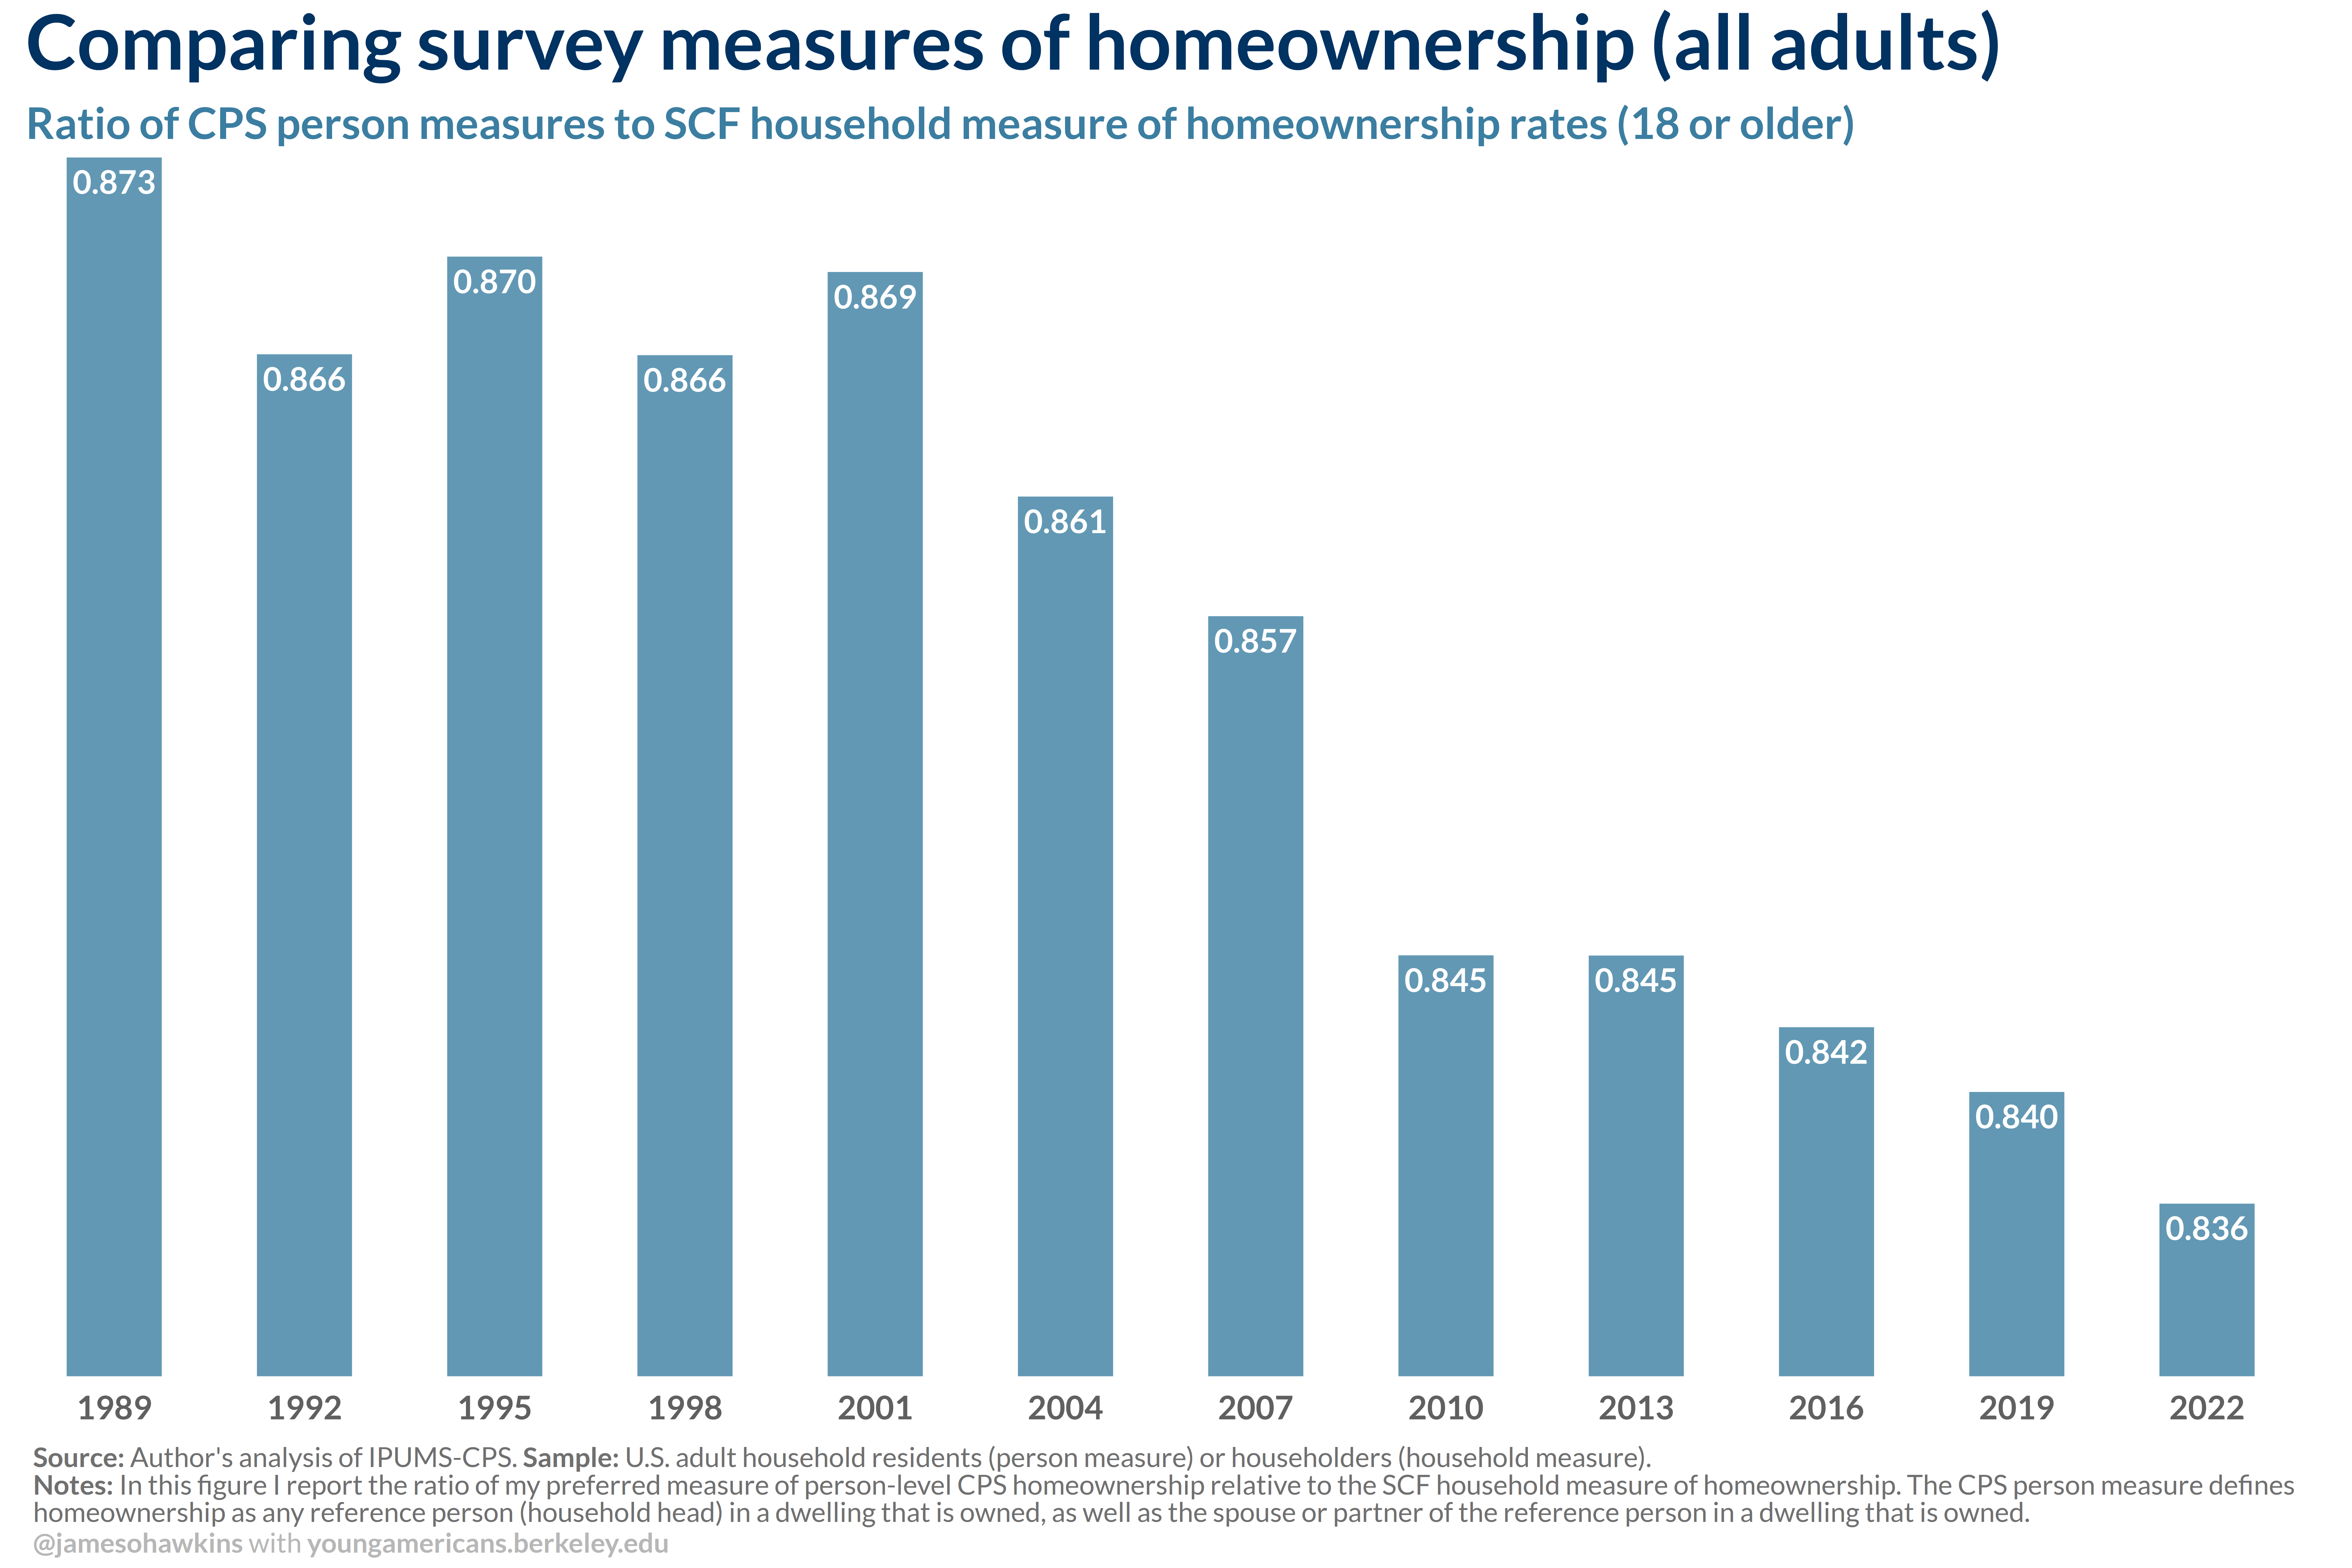 Comparing survey measures of homeownership (all adults)
Ratio of CPS person measures to SCF household measure of homeownership rates (18 or older)
0.873
0.866
0.870
0.866
0.869
0.861
0.857
0.845
0.845
0.842
0.840
0.836
1989 1992 1995 1998 2001 2004 2007 2010 2013 2016 2019 2022
Source: Author's analysis of IPUMS-CPS. Sample: U.S. adult household residents (person measure) or householders (household measure).
Notes: In this figure I report the ratio of my preferred measure of person-level CPS homeownership relative to the SCF household measure of homeownership. The CPS person measure defines
homeownership as any reference person (household head) in a dwelling that is owned, as well as the spouse or partner of the reference person in a dwelling that is owned.
@jamesohawkins with youngamericans.berkeley.edu